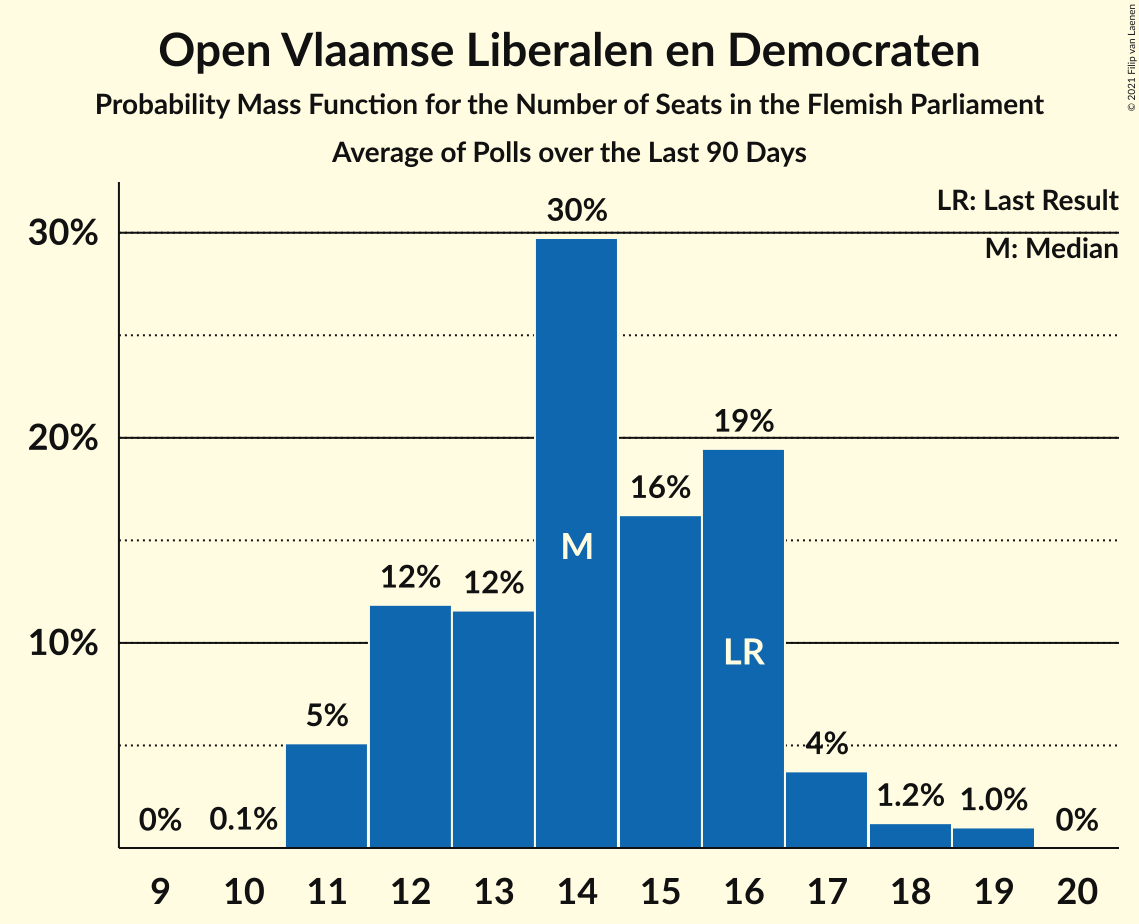 Open Vlaamse Liberalen en Democraten
Probability Mass Function for the Number of Seats in the Flemish Parliament
Average of Polls over the Last 90 Days
© 2021 Filip van Laenen
LR: Last Result
M: Median
30%
20%
10%
0%
0.1%
5%
12%
12%
30%
16%
19%
4%
1.2%
1.0%
0%
M
LR
9 10 11 12 13 14 15 16 17 18 19 20